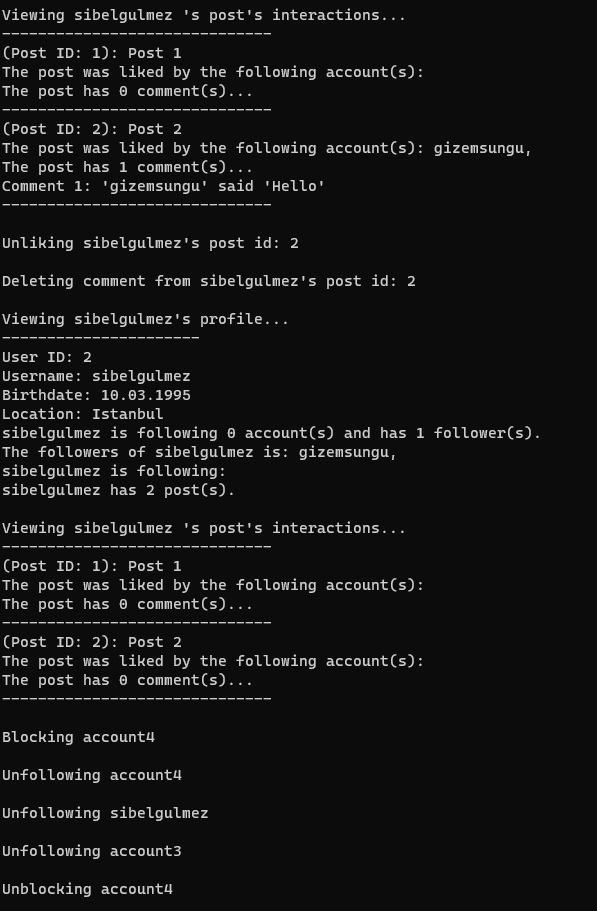 Viewing sibelgulmez 's post's interactions...
------------------------------
(Post ID: 1): Post 1
The post was liked by the following account(s):
The post has 0 comment(s)...
------------------------------
(Post ID: 2): Post 2
The post was liked by the following account(s): gizemsungu,
The post has 1 comment(s)...
Comment 1: 'gizemsungu' said 'Hello'
------------------------------
Unliking sibelgulmez's post id: 2
Deleting comment from sibelgulmez's post id: 2
Viewing sibelgulmez's profile...
----------------------
User ID: 2
Username: sibelgulmez
Birthdate: 10.03.1995
Location: Istanbul
sibelgulmez is following 0 account(s) and has 1 follower(s).
The followers of sibelgulmez is: gizemsungu,
sibelgulmez is following:
sibelgulmez has 2 post(s).
Viewing sibelgulmez 's post's interactions...
------------------------------
(Post ID: 1): Post 1
The post was liked by the following account(s):
The post has 0 comment(s)...
------------------------------
(Post ID: 2): Post 2
The post was liked by the following account(s):
The post has 0 comment(s)...
------------------------------
Blocking account4
Unfollowing account4
Unfollowing sibelgulmez
Unfollowing account3
Unblocking account4